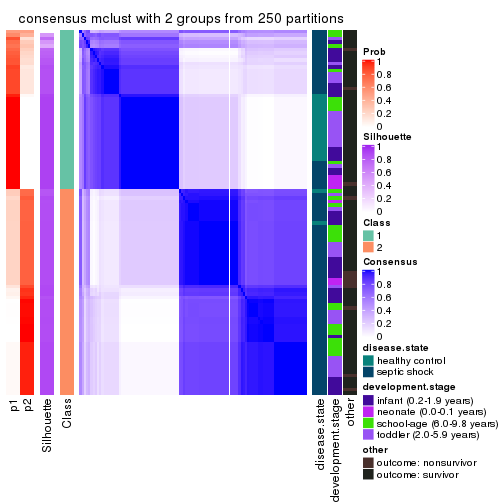 consensus mclust with 2 groups from 250 partitions
Prob
1
0.8
0.6
0.4
0.2
0
Silhouette
1
0.8
0.6
0.4
0.2
0
Class
1
2
Consensus
1
0.8
0.6
0.4
0.2
0
disease.state
healthy control
septic shock
development.stage
infant (0.2-1.9 years)
neonate (0.0-0.1 years)
school-age (6.0-9.8 years)
toddler (2.0-5.9 years)
other
outcome: nonsurvivor
outcome: survivor
p1
p2
Silhouette
Class
disease.state
development.stage
other